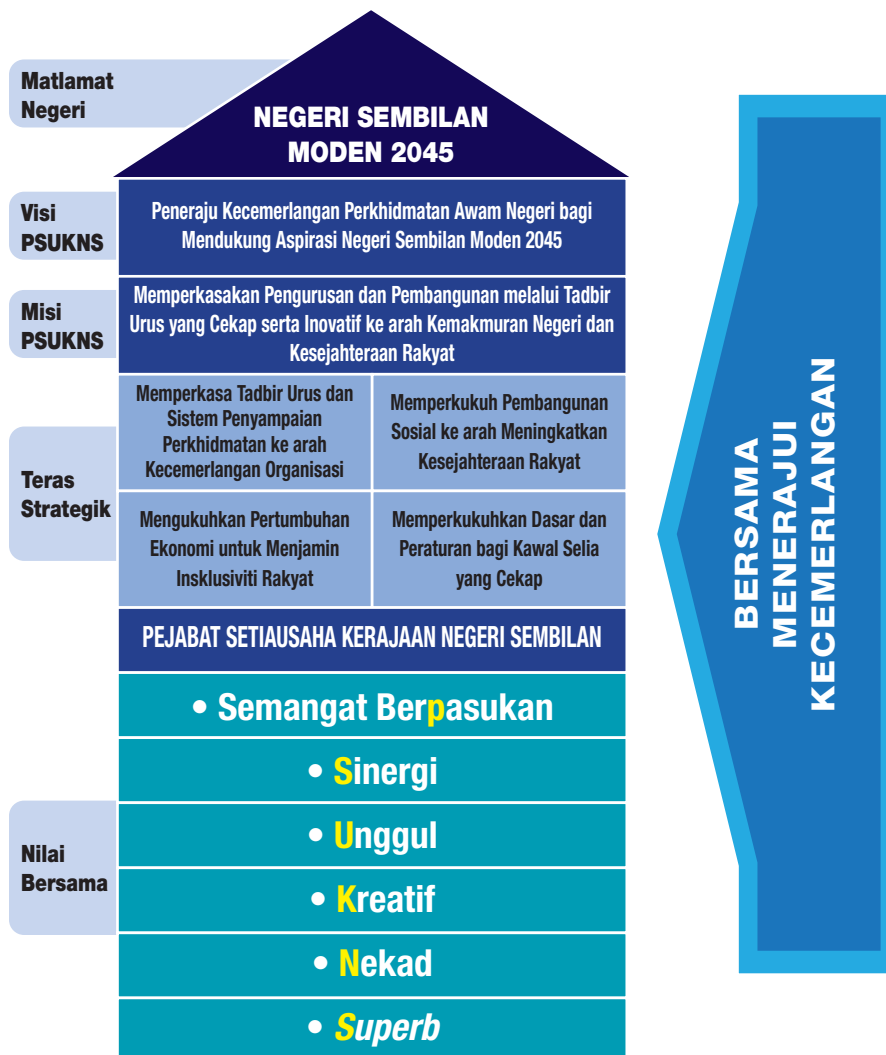 Matlamat
Negeri
NEGERI SEMBILAN
MODEN 2045
Visi
PSUKNS
Peneraju Kecemerlangan Perkhidmatan Awam Negeri bagi
Mendukung Aspirasi Negeri Sembilan Moden 2045
Misi
PSUKNS
Memperkasakan Pengurusan dan Pembangunan melalui Tadbir
Urus yang Cekap serta Inovatif ke arah Kemakmuran Negeri dan
Kesejahteraan Rakyat
Teras
Strategik
Memperkasa Tadbir Urus dan
Sistem Penyampaian
Perkhidmatan ke arah
Kecemerlangan Organisasi
Memperkukuh Pembangunan
Sosial ke arah Meningkatkan
Kesejahteraan Rakyat
Mengukuhkan Pertumbuhan
Ekonomi untuk Menjamin
Insklusiviti Rakyat
Memperkukuhkan Dasar dan
Peraturan bagi Kawal Selia
yang Cekap
PEJABAT SETIAUSAHA KERAJAAN NEGERI SEMBILAN
Nilai
Bersama
• Semangat Berpasukan
• Sinergi
• Unggul
• Kreatif
• Nekad
• Superb
BERSAMA
MENERAJUI
KECEMERLANGAN